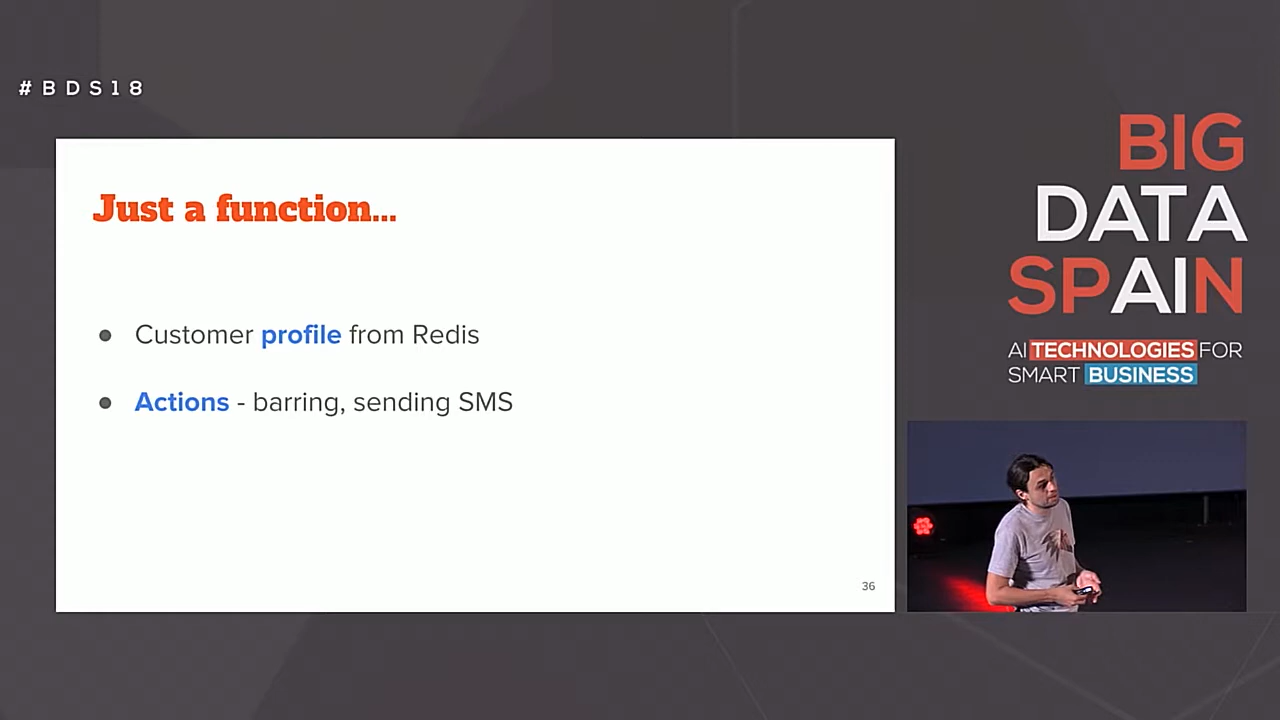 #BDS18
Just a function...
● Customer profile from Redis
● Actions - barring, sending SMS
36
BIG
DATA
SPAIN
AI TECHNOLOGIES FOR
SMART BUSINESS